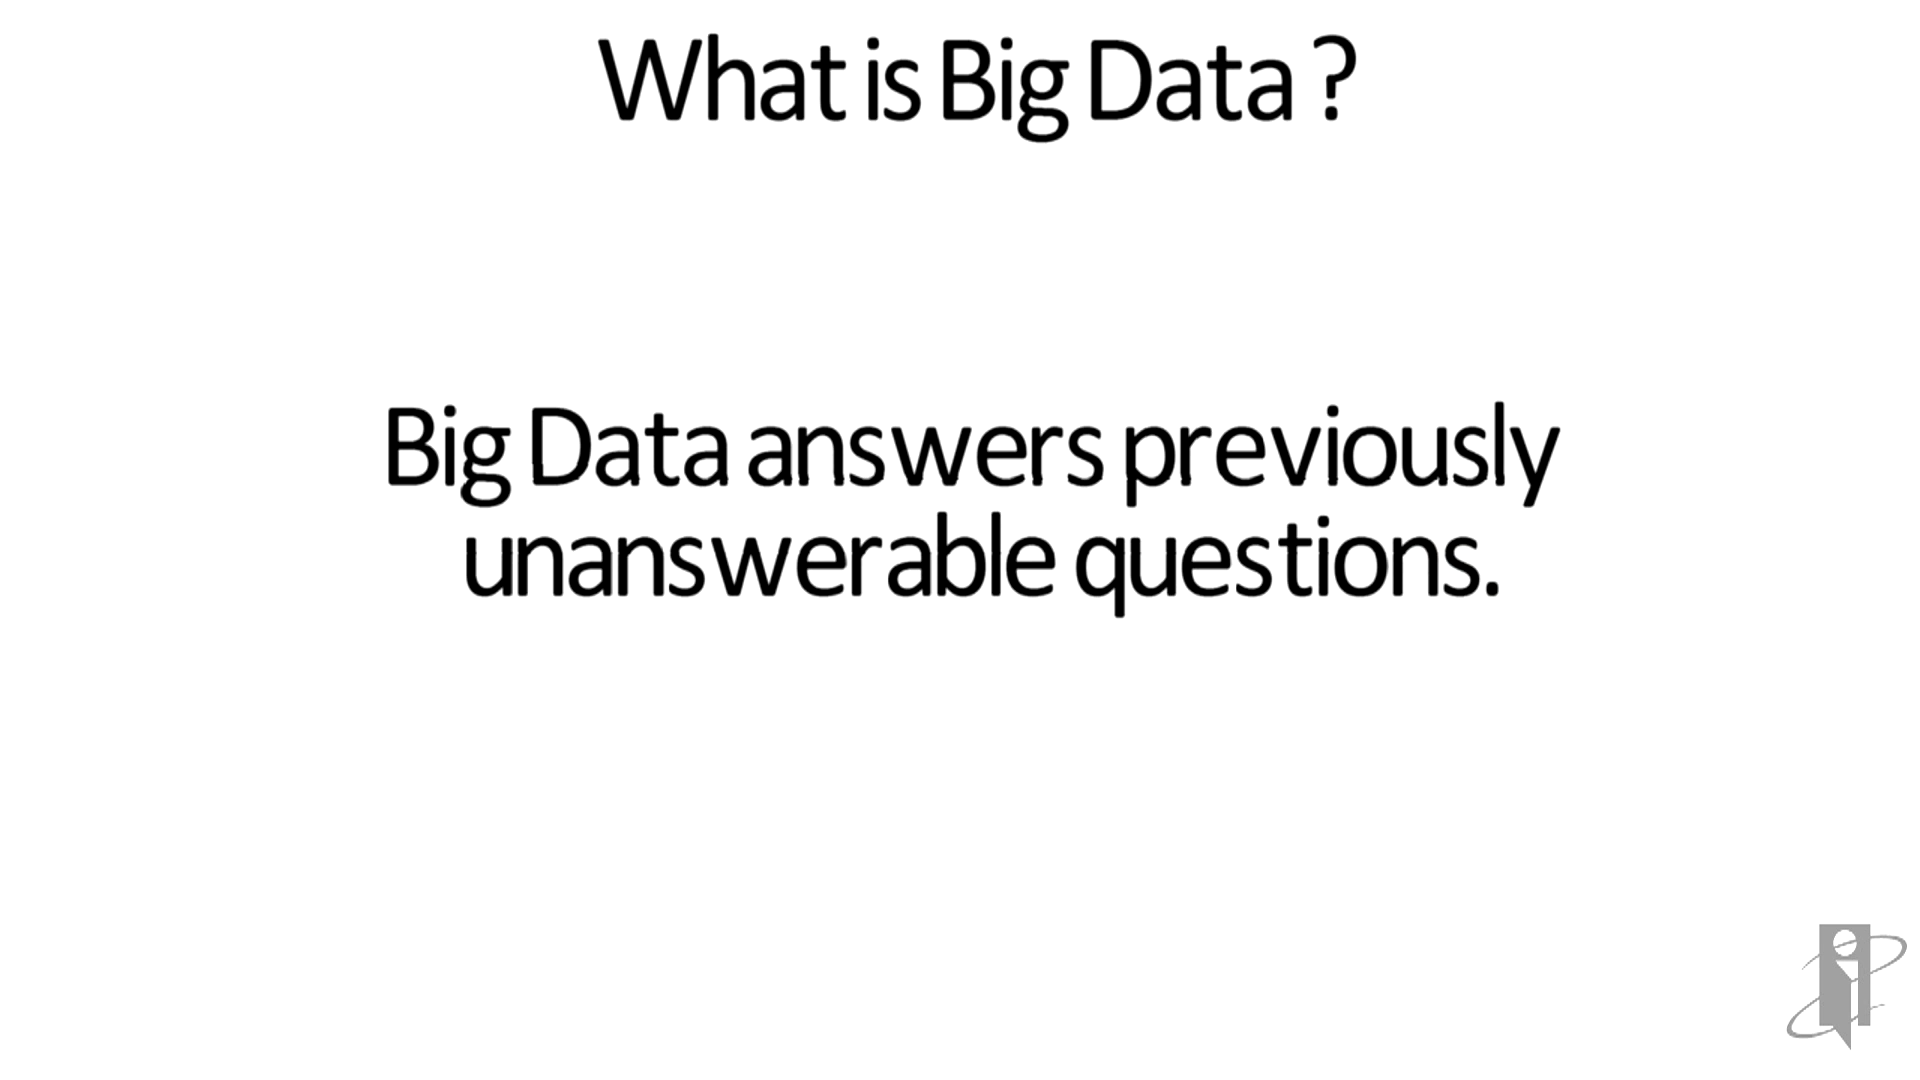 What is Big Data ?
Big Data answers previously
unanswerable questions.